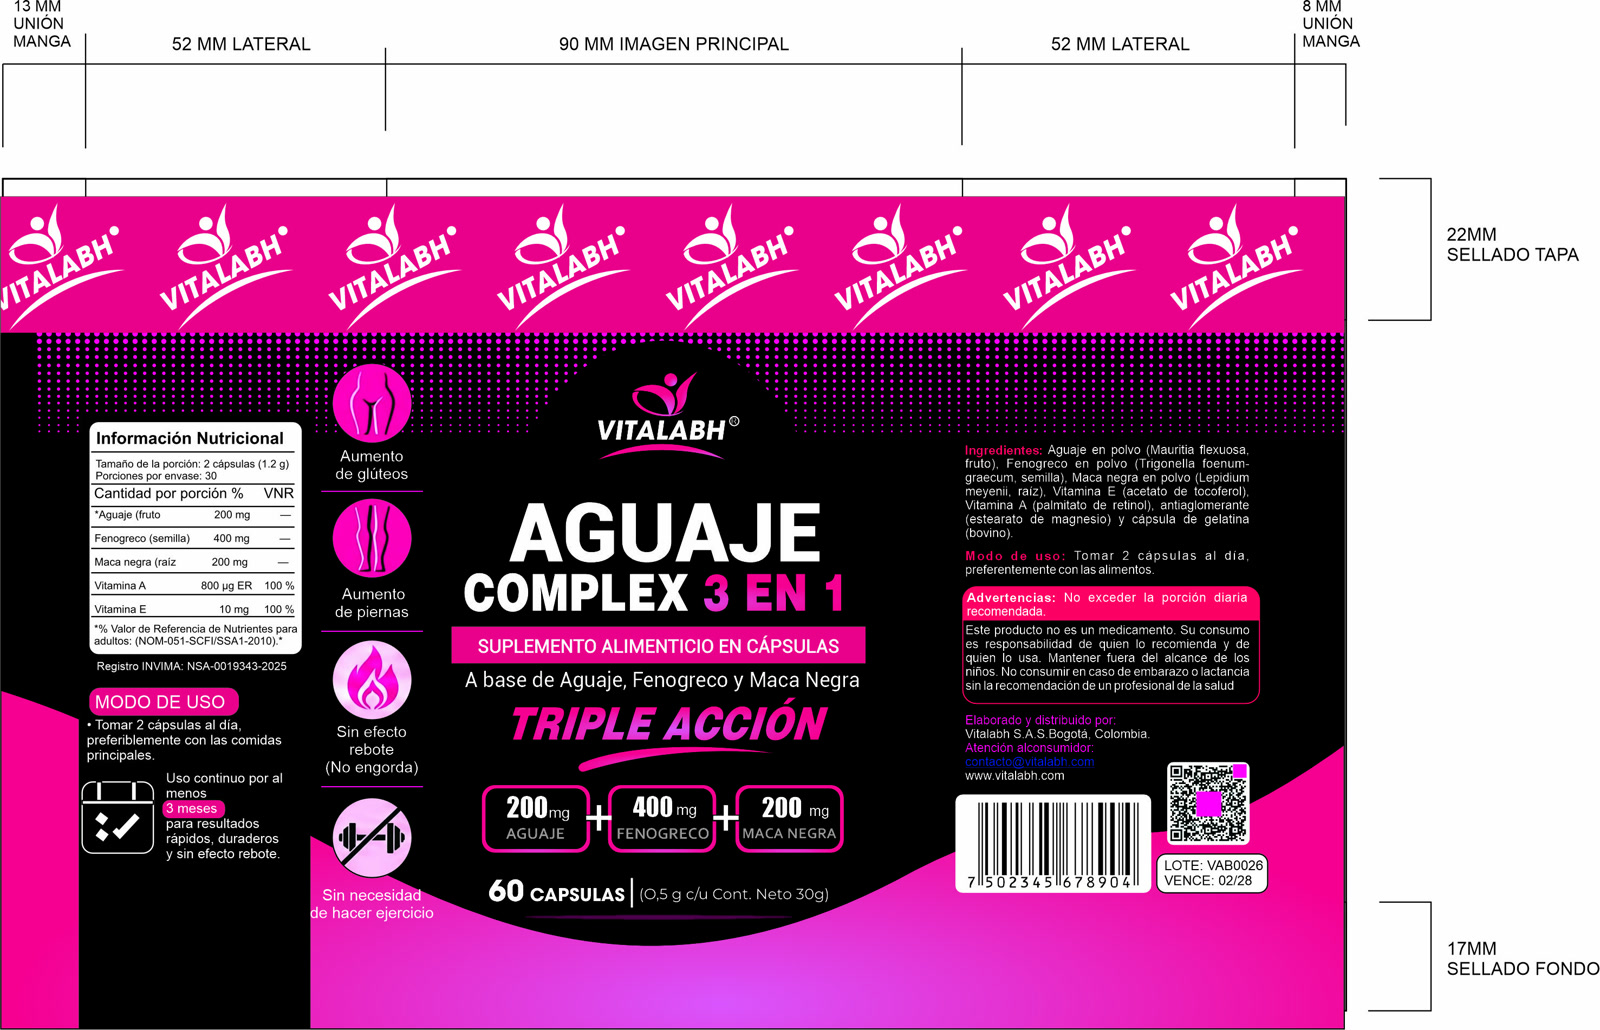 13 MM
UNIÓN
MANGA
52 MM LATERAL
90 MM IMAGEN PRINCIPAL
52 MM LATERAL
8 MM
UNIÓN
MANGA
22MM
SELLADO TAPA
VITALABH
VITALABH
VITALABH
VITALABH
VITALABH
VITALABH
VITALABH
VITALABH
Información Nutricional
Tamaño de la porción: 2 cápsulas (1.2 g)
Porciones por envase: 30
Cantidad por porción % VNR
*Aguaje (fruto 200 mg —
Fenogreco (semilla) 400 mg —
Maca negra (raíz 200 mg —
Vitamina A 800 µg ER 100 %
Vitamina E 10 mg 100 %
*% Valor de Referencia de Nutrientes para
adultos: (NOM-051-SCFI/SSA1-2010).*
Registro INVIMA: NSA-0019343-2025
MODO DE USO
• Tomar 2 cápsulas al día,
preferiblemente con las comidas
principales.
Uso continuo por al
menos
3 meses
para resultados
rápidos, duraderos
y sin efecto rebote.
Aumento
de glúteos
Aumento
de piernas
Sin efecto
rebote
(No engorda)
Sin necesidad
de hacer ejercicio
VITALABH®
AGUAJE
COMPLEX 3 EN 1
SUPLEMENTO ALIMENTICIO EN CÁPSULAS
A base de Aguaje, Fenogreco y Maca Negra
TRIPLE ACCIÓN
200mg + 400 mg + 200 mg
AGUAJE FENOGRECO MACA NEGRA
60 CAPSULAS (O,5 g c/u Cont. Neto 30g)
Ingredientes: Aguaje en polvo (Mauritia flexuosa,
fruto), Fenogreco en polvo (Trigonella foenum-
graecum, semilla), Maca negra en polvo (Lepidium
meyenii, raíz), Vitamina E (acetato de tocoferol),
Vitamina A (palmitato de retinol), antiaglomerante
(estearato de magnesio) y cápsula de gelatina
(bovino).
Modo de uso: Tomar 2 cápsulas al día,
preferentemente con los alimentos.
Advertencias: No exceder la porción diaria
recomendada.
Este producto no es un medicamento. Su consumo
es responsabilidad de quien lo recomienda y de
quien lo usa. Mantener fuera del alcance de los
niños. No consumir en caso de embarazo o lactancia
sin la recomendación de un profesional de la salud
Elaborado y distribuido por:
Vitalabh S.A.S.Bogotá, Colombia.
Atención alconsumidor:
contacto@vitalabh.com
www.vitalabh.com
7 502345 678904
LOTE: VAB0026
VENCE: 02/28
17MM
SELLADO FONDO